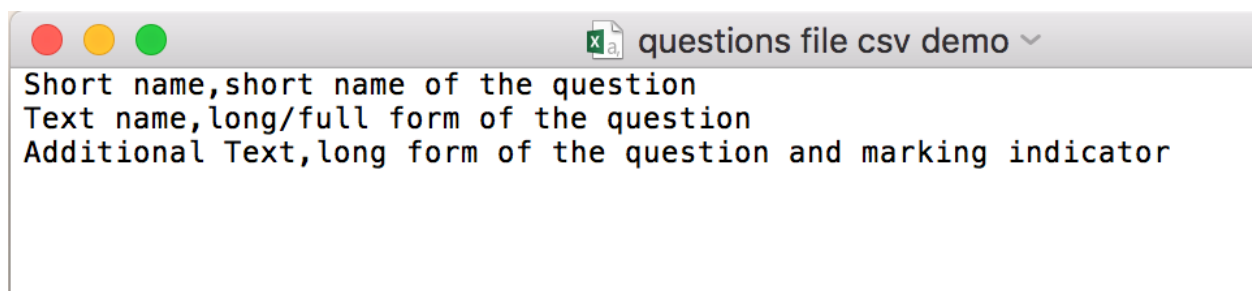 questions file csv demo
Short name,short name of the question
Text name,long/full form of the question
Additional Text,long form of the question and marking indicator